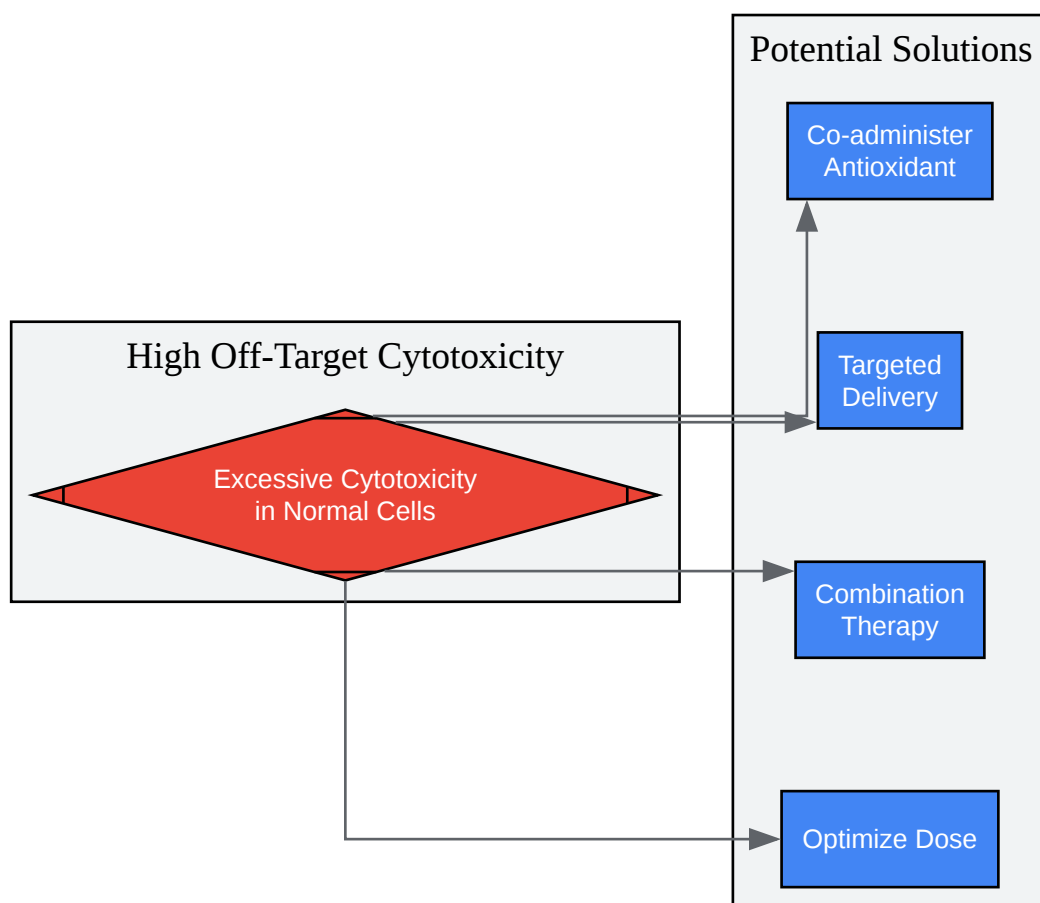 Potential Solutions
Co-administer
Antioxidant
High Off-Target Cytotoxicity
Targeted
Delivery
Excessive Cytotoxicity
in Normal Cells
Combination
Therapy
Optimize Dose